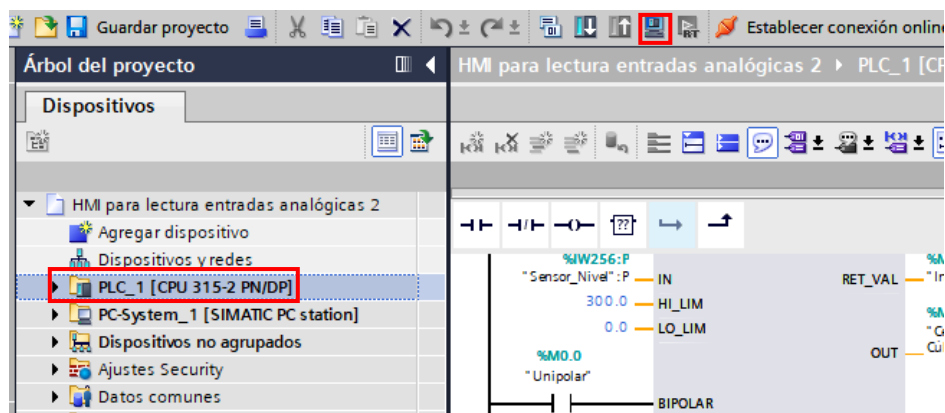 Guardar proyecto
RT
Establecer conexión online
Árbol del proyecto
HMI para lectura entradas analógicas 2 PLC_1 [CP
Dispositivos
HMI para lectura entradas analógicas 2
Agregar dispositivo
Dispositivos y redes
PLC_1 [CPU 315-2 PN/DP]
PC-System_1 [SIMATIC PC station]
Dispositivos no agrupados
Ajustes Security
Datos comunes
??
%IW256:P
"Sensor_Nivel":P
IN
300.0
HI_LIM
0.0
LO_LIM
%M0.0
"Unipolar"
BIPOLAR
RET_VAL
%M
"In
OUT
%M